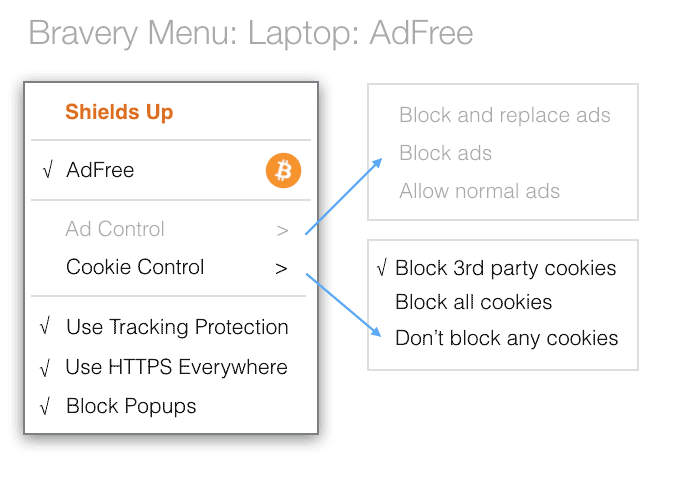 Bravery Menu: Laptop: AdFree
Shields Up
√ AdFree
Ad Control >
Cookie Control >
√ Use Tracking Protection
√ Use HTTPS Everywhere
√ Block Popups
Block and replace ads
Block ads
Allow normal ads
√ Block 3rd party cookies
Block all cookies
Don’t block any cookies